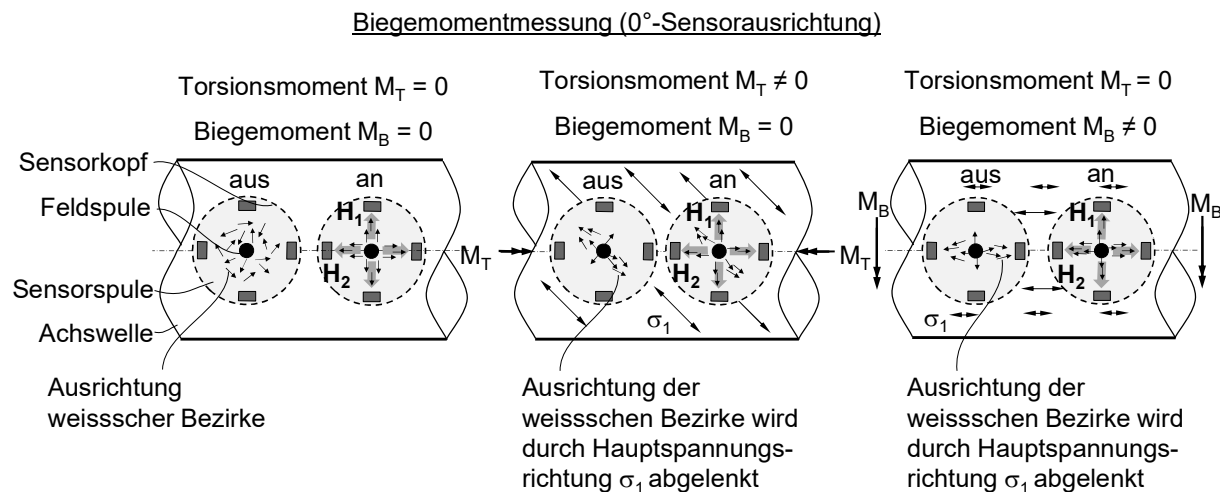 Biegemomentmessung (0°-Sensorausrichtung)
Torsionsmoment M_T = 0
Biegemoment M_B = 0
Sensorkopf
Feldspule
Sensorspule
Achswelle
aus
an
H₁
H₂
Ausrichtung
weissscher Bezirke
Torsionsmoment M_T ≠ 0
Biegemoment M_B = 0
aus
an
H₁
H₂
M_T
M_T
σ₁
Ausrichtung der
weissschen Bezirke wird
durch Hauptspannungs-
richtung σ₁ abgelenkt
Torsionsmoment M_T = 0
Biegemoment M_B ≠ 0
aus
an
M_B
M_B
H₁
H₂
σ₁
Ausrichtung der
weissschen Bezirke wird
durch Hauptspannungs-
richtung σ₁ abgelenkt